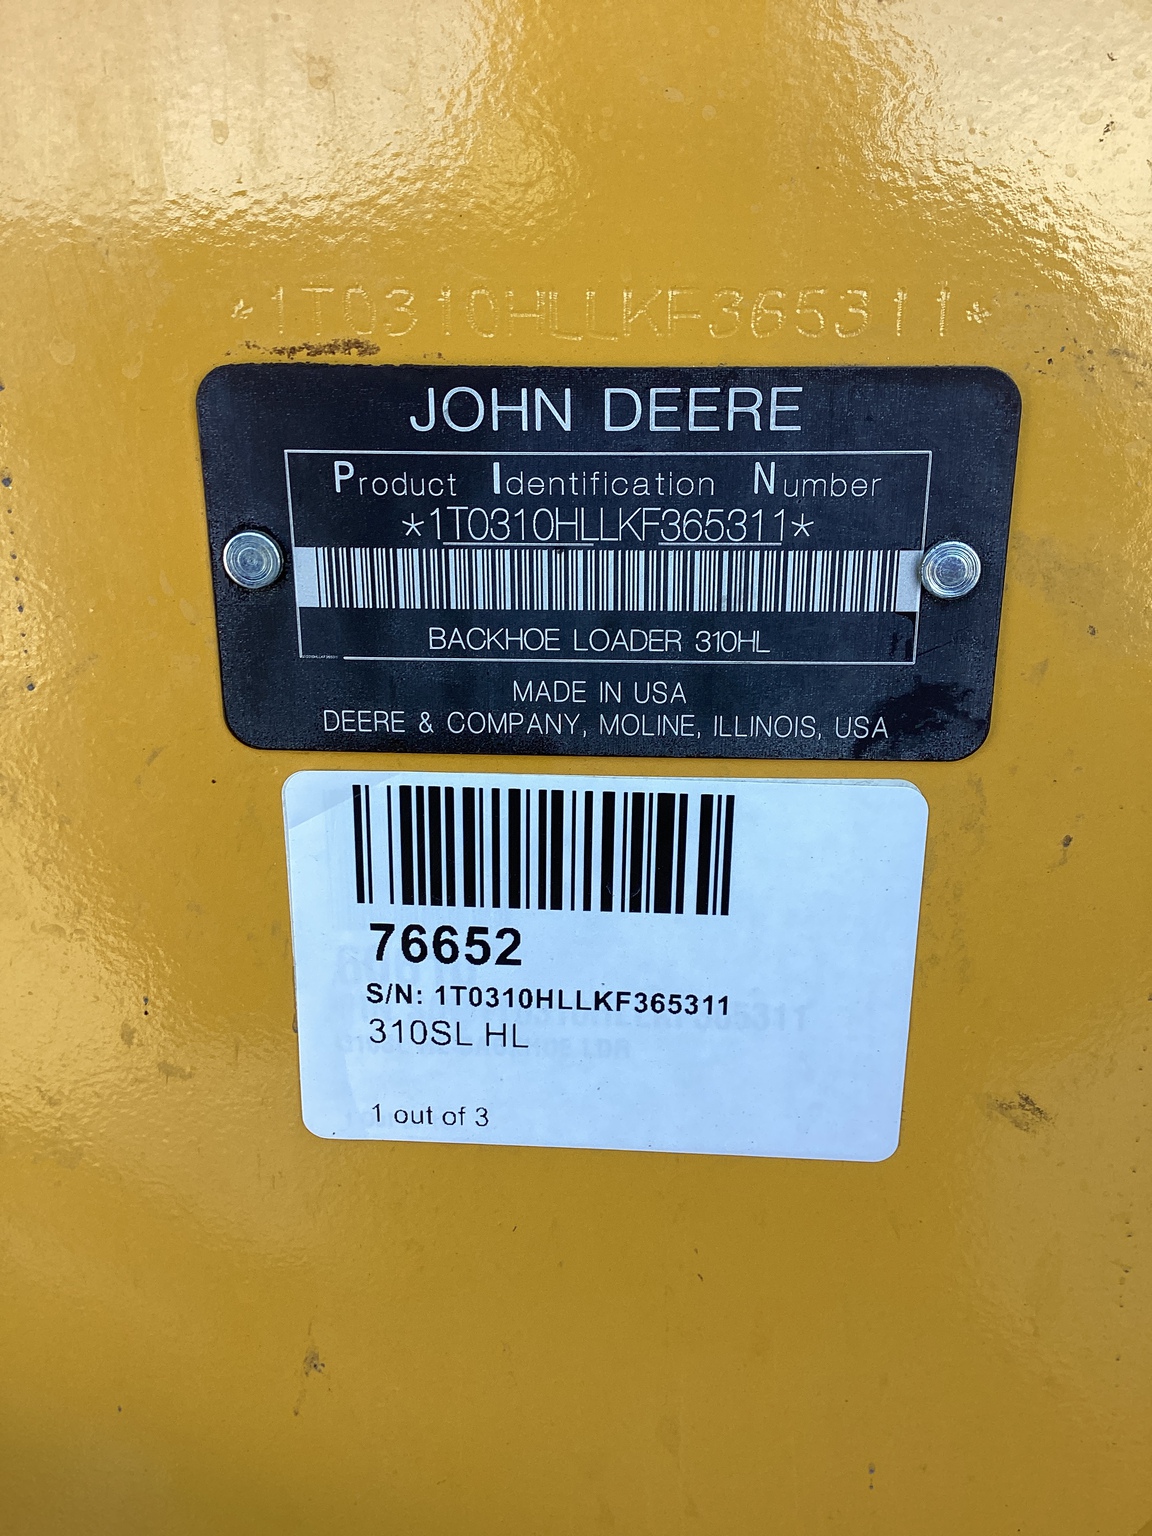 *1T0310HLLKF365311*
JOHN DEERE
Product Identification Number
*1T0310HLLKF365311*
BACKHOE LOADER 310HL
MADE IN USA
DEERE & COMPANY, MOLINE, ILLINOIS, USA
76652
S/N: 1T0310HLLKF365311
310SL HL
1 out of 3